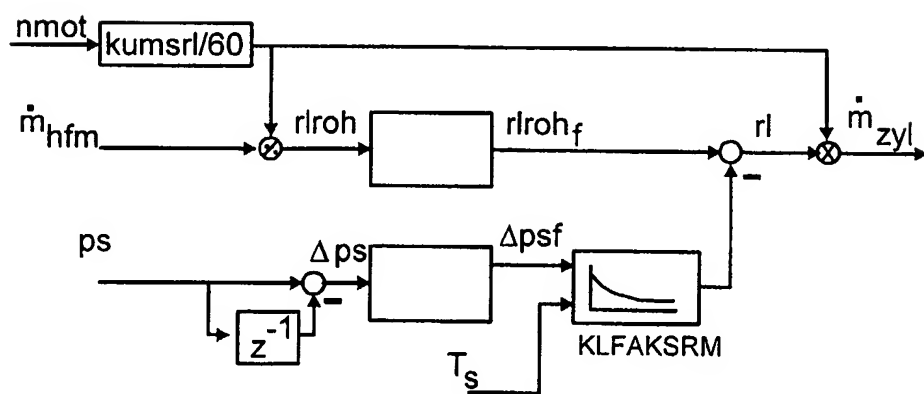 nmot
kumsrl/60
ṁhfm
rlroh
rlrohf
rl
ṁzyl
ps
Δps
Δpsf
z-1
KLFAKSRM
Ts